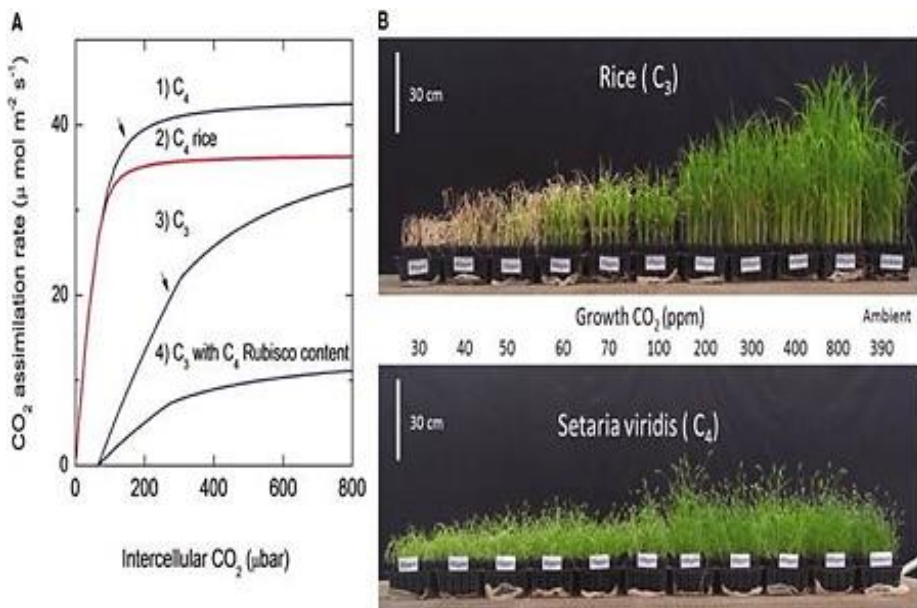 A
CO₂ assimilation rate (μ mol m⁻² s⁻¹)
40
20
0
1) C₄
2) C₄ rice
3) C₃
4) C₃ with C₄ Rubisco content
0 200 400 600 800
Intercellular CO₂ (μbar)
B
30 cm
Rice ( C₃)
Growth CO₂ (ppm) Ambient
30 40 50 60 70 100 200 300 400 800 390
30 cm
Setaria viridis ( C₄)